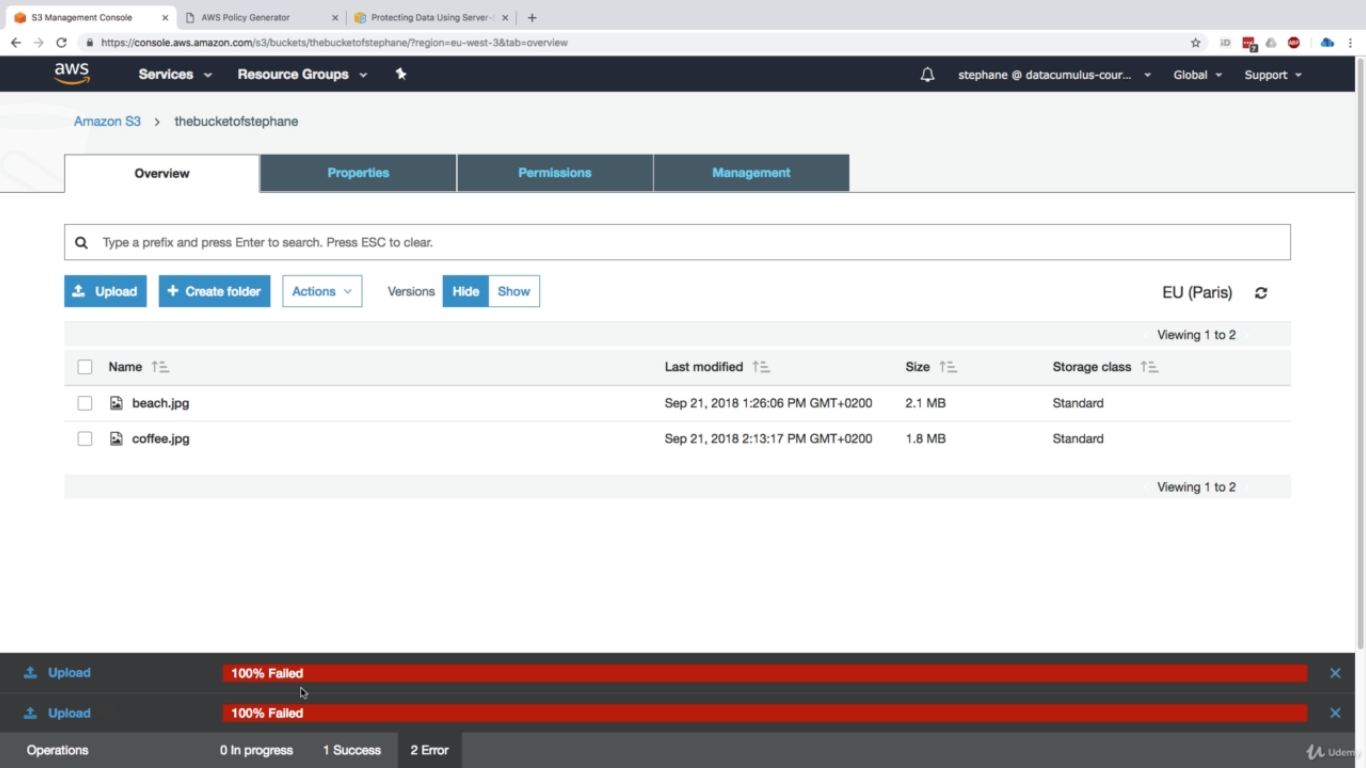 S3 Management Console
AWS Policy Generator
Protecting Data Using Server-
https://console.aws.amazon.com/s3/buckets/thebucketofstephane/?region=eu-west-3&tab=overview
aws Services Resource Groups stephane @ datacumulus-cour... Global Support
Amazon S3 > thebucketofstephane
Overview Properties Permissions Management
Type a prefix and press Enter to search. Press ESC to clear.
Upload + Create folder Actions Versions Hide Show EU (Paris)
Viewing 1 to 2
Name Last modified Size Storage class
beach.jpg Sep 21, 2018 1:26:06 PM GMT+0200 2.1 MB Standard
coffee.jpg Sep 21, 2018 2:13:17 PM GMT+0200 1.8 MB Standard
Viewing 1 to 2
Upload 100% Failed
Upload 100% Failed
Operations 0 In progress 1 Success 2 Error
Udemy